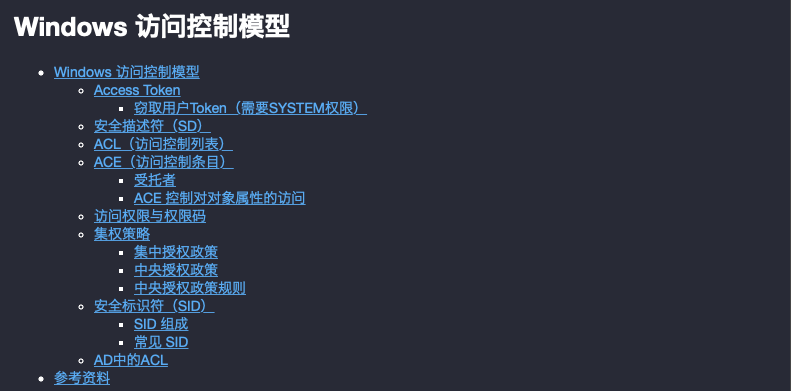 Windows 访问控制模型
Windows 访问控制模型
Access Token
窃取用户Token（需要SYSTEM权限）
安全描述符（SD）
ACL（访问控制列表）
ACE（访问控制条目）
受托者
ACE 控制对对象属性的访问
访问权限与权限码
集权策略
集中授权政策
中央授权政策
中央授权政策规则
安全标识符（SID）
SID 组成
常见 SID
AD中的ACL
参考资料